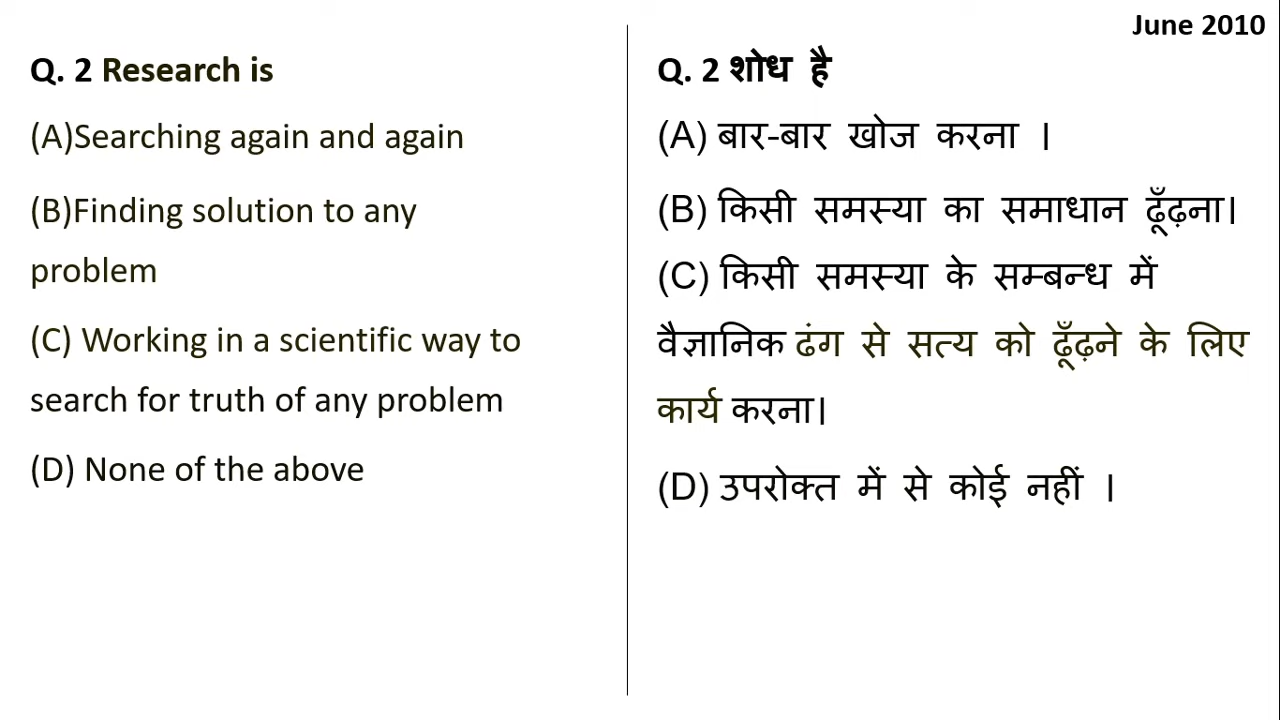 June 2010
Q. 2 Research is
(A)Searching again and again
(B)Finding solution to any
problem
(C) Working in a scientific way to
search for truth of any problem
(D) None of the above
Q. 2 शोध है
(A) बार-बार खोज करना ।
(B) किसी समस्या का समाधान ढूँढ़ना।
(C) किसी समस्या के सम्बन्ध में
वैज्ञानिक ढंग से सत्य को ढूँढ़ने के लिए
कार्य करना।
(D) उपरोक्त में से कोई नहीं ।